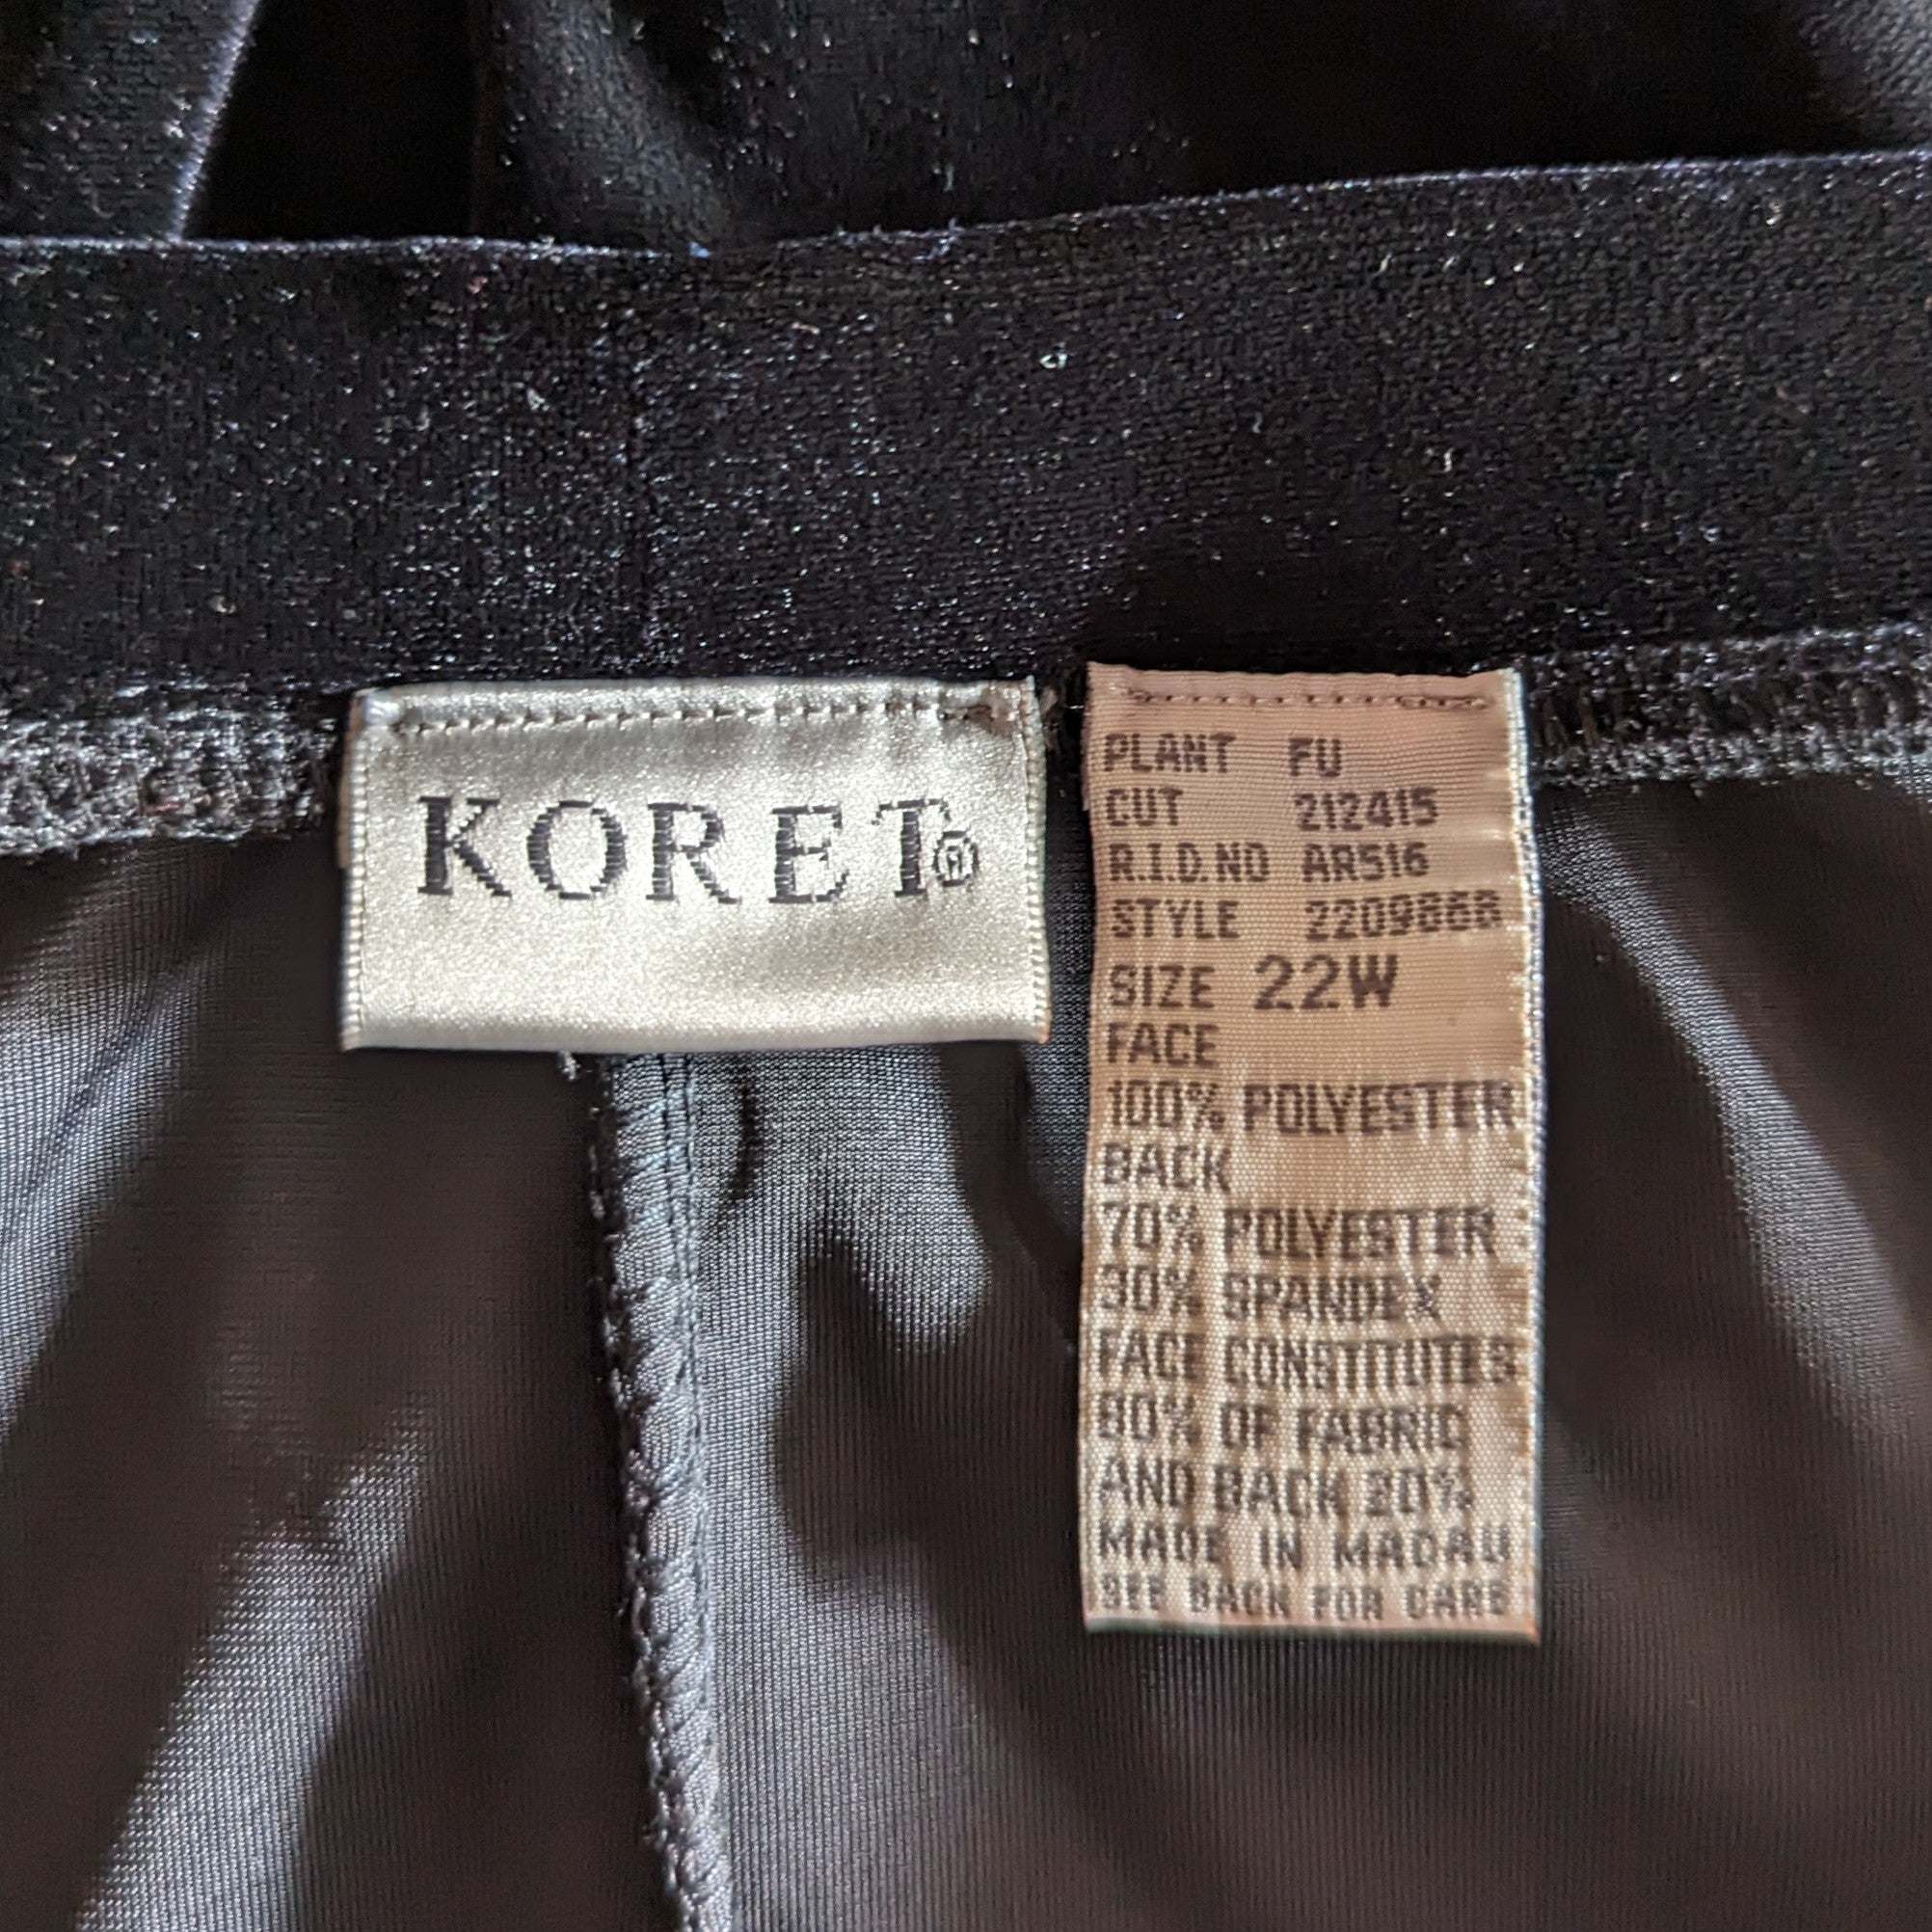 KORET®
PLANT FU
CUT 212415
R.I.D.NO AR516
STYLE 2209868
SIZE 22W
FACE
100% POLYESTER
BACK
70% POLYESTER
30% SPANDEX
FACE CONSTITUTES
80% OF FABRIC
AND BACK 20%
MADE IN MACAU
SEE BACK FOR CARE